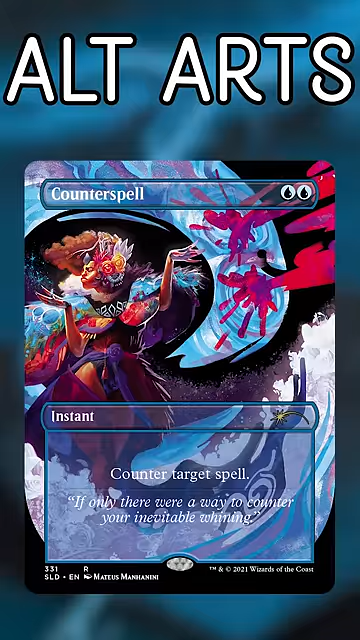 ALT ARTS
Counterspell
Instant
Counter target spell.
“If only there were a way to counter
your inevitable whining.”
331 R
SLD • EN Mateus Manhanini
™ & © 2021 Wizards of the Coast